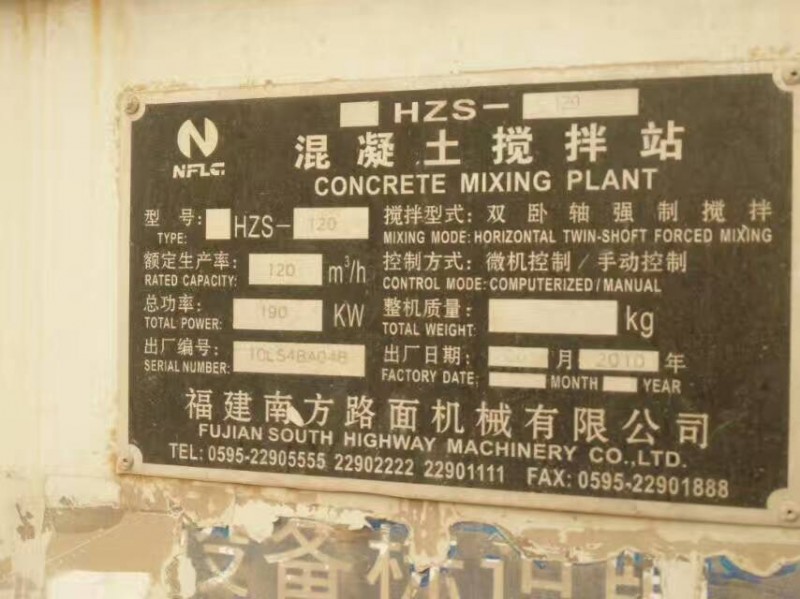 HZS-120
NFLG.
混凝土搅拌站
CONCRETE MIXING PLANT
型号: HZS-120
TYPE:
搅拌型式: 双卧轴强制搅拌
MIXING MODE: HORIZONTAL TWIN-SHOFT FORCED MIXING
额定生产率: 120 m³/h
RATED CAPACITY:
控制方式: 微机控制/手动控制
CONTROL MODE: COMPUTERIZED/MANUAL
总功率: 190 KW
TOTAL POWER:
整机质量: kg
TOTAL WEIGHT:
出厂编号:
SERIAL NUMBER:
出厂日期: 月 2010 年
FACTORY DATE: MONTH YEAR
福建南方路面机械有限公司
FUJIAN SOUTH HIGHWAY MACHINERY CO.,LTD.
TEL: 0595-22905555 22902222 22901111 FAX: 0595-22901888
设备标